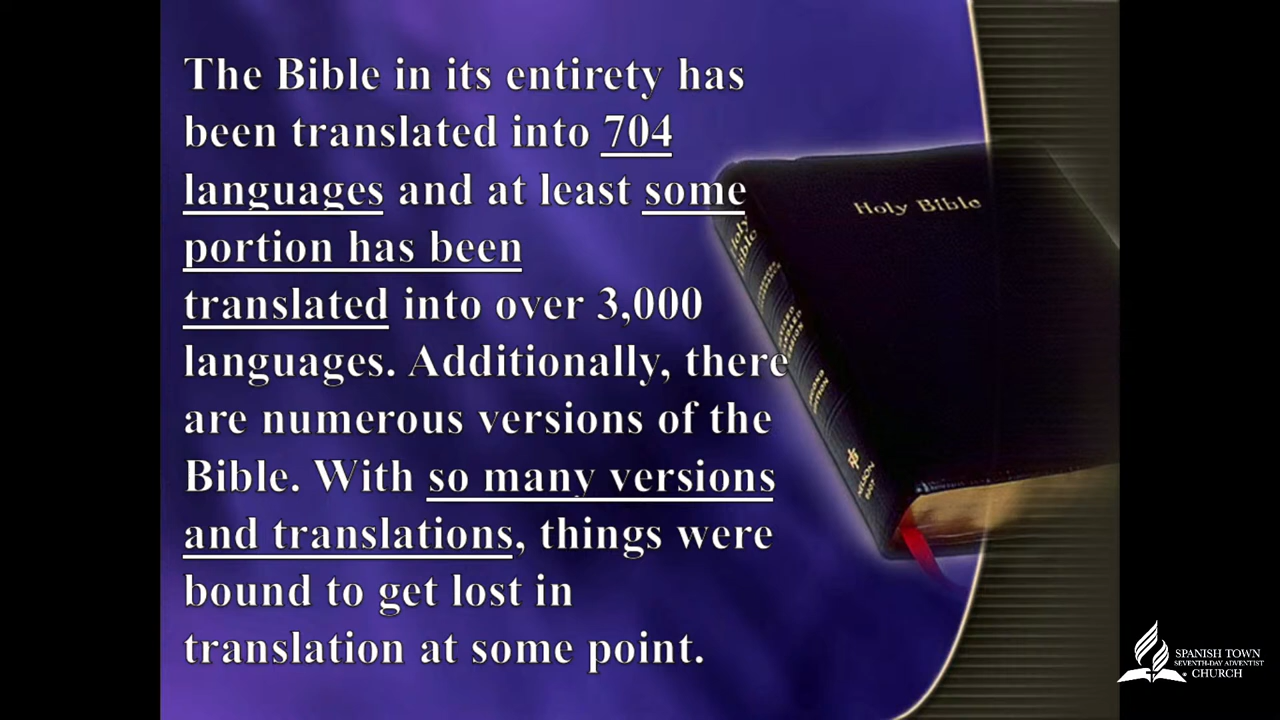 The Bible in its entirety has
been translated into 704
languages and at least some
portion has been
translated into over 3,000
languages. Additionally, there
are numerous versions of the
Bible. With so many versions
and translations, things were
bound to get lost in
translation at some point.
Holy Bible
Holy
Bible
SPANISH TOWN
SEVENTH-DAY ADVENTIST
CHURCH